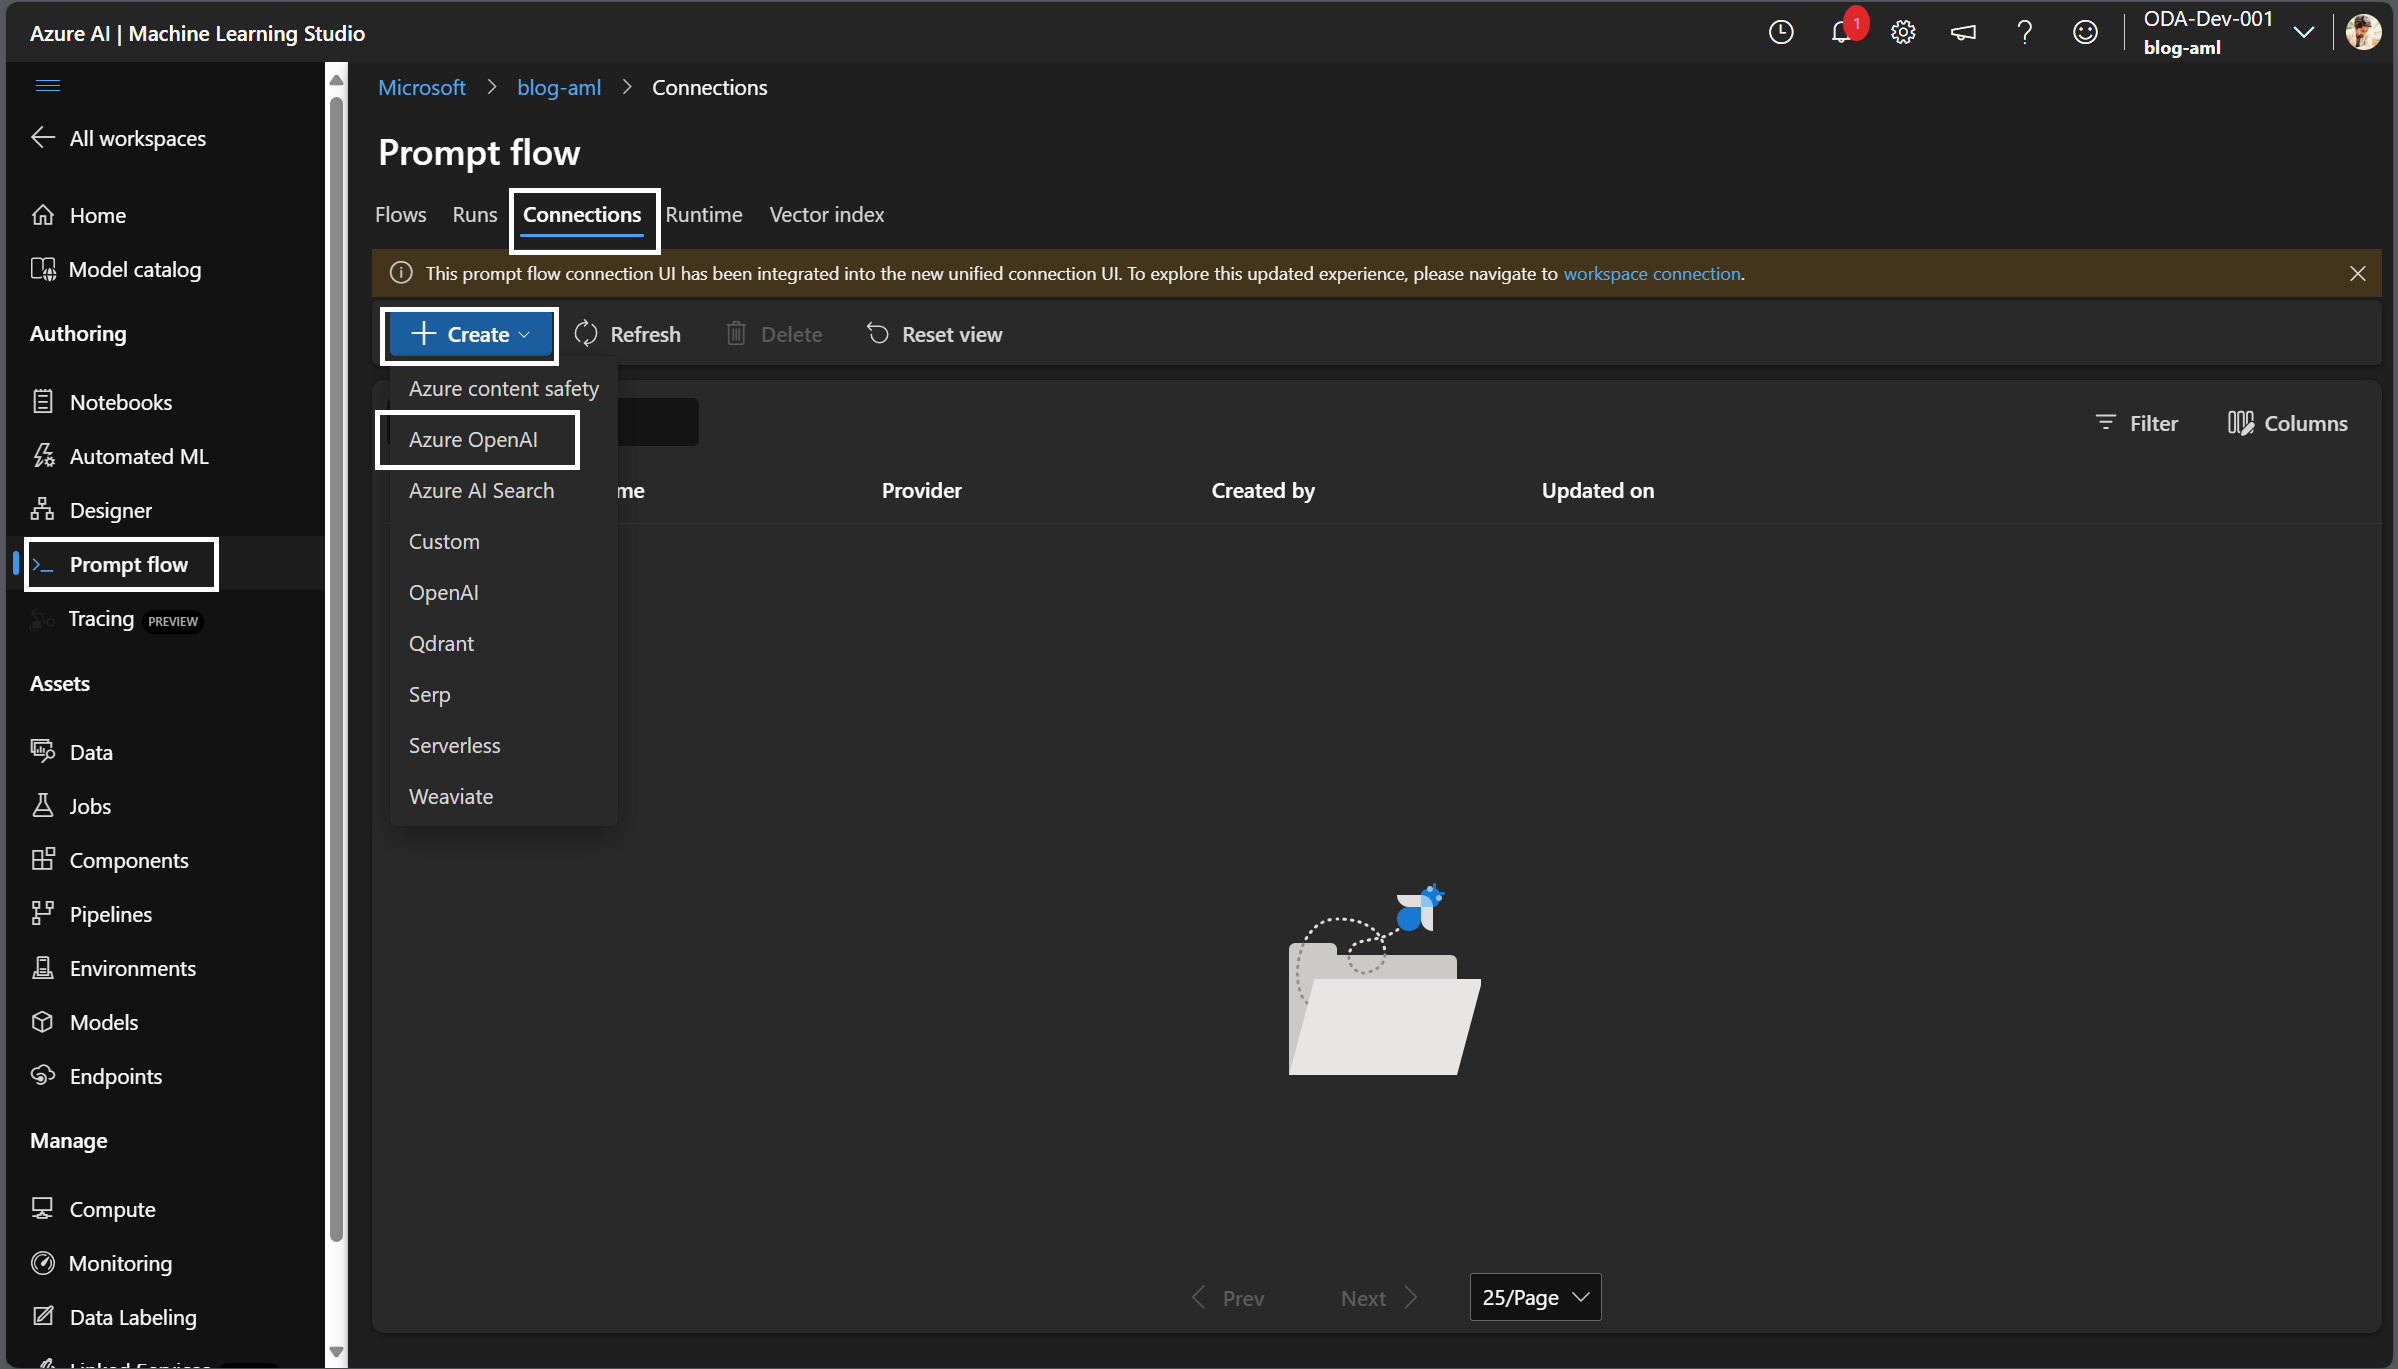 Azure AI | Machine Learning Studio
1
ODA-Dev-001
blog-aml
All workspaces
Home
Model catalog
Authoring
Notebooks
Automated ML
Designer
Prompt flow
Tracing PREVIEW
Assets
Data
Jobs
Components
Pipelines
Environments
Models
Endpoints
Manage
Compute
Monitoring
Data Labeling
Microsoft > blog-aml > Connections
Prompt flow
Flows Runs Connections Runtime Vector index
This prompt flow connection UI has been integrated into the new unified connection UI. To explore this updated experience, please navigate to workspace connection.
Create Refresh Delete Reset view
Azure content safety
Azure OpenAI
Azure AI Search
Custom
OpenAI
Qdrant
Serp
Serverless
Weaviate
Filter Columns
me Provider Created by Updated on
Prev Next 25/Page